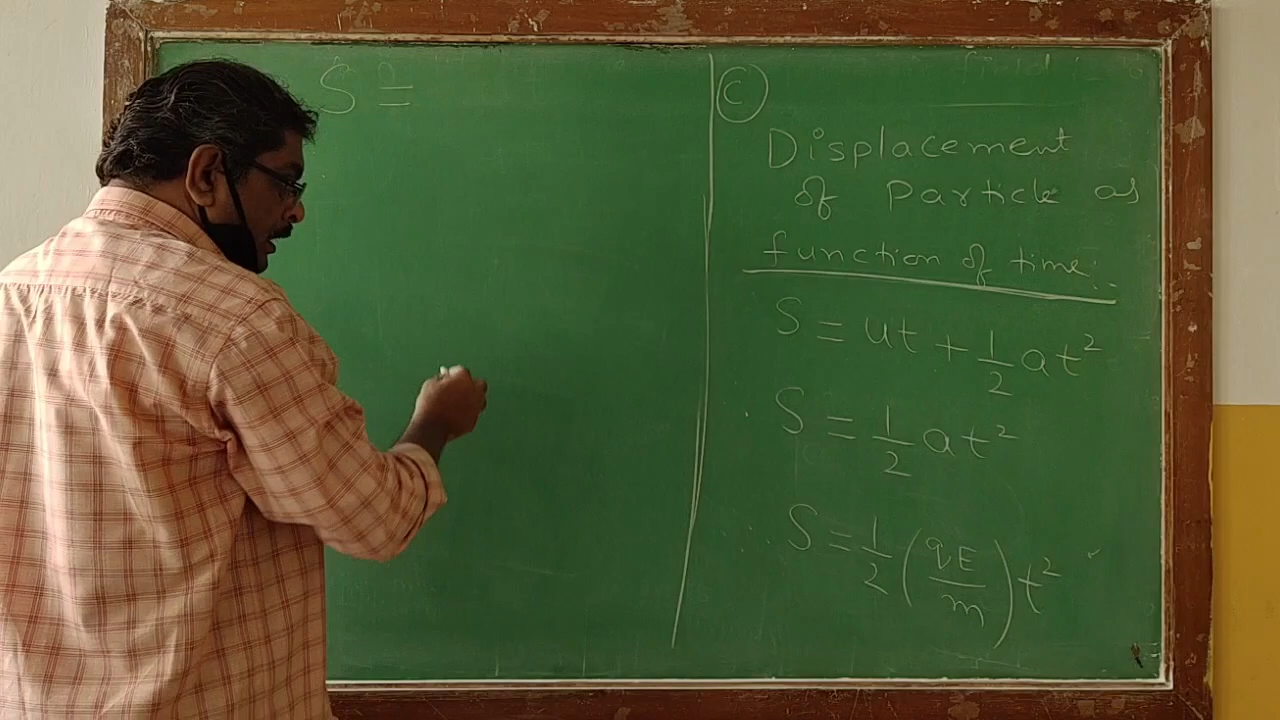 S =
C
Displacement
of Particle as
function of time:
S = ut + 1/2 at²
S = 1/2 at²
S = 1/2 (qE/m) t²